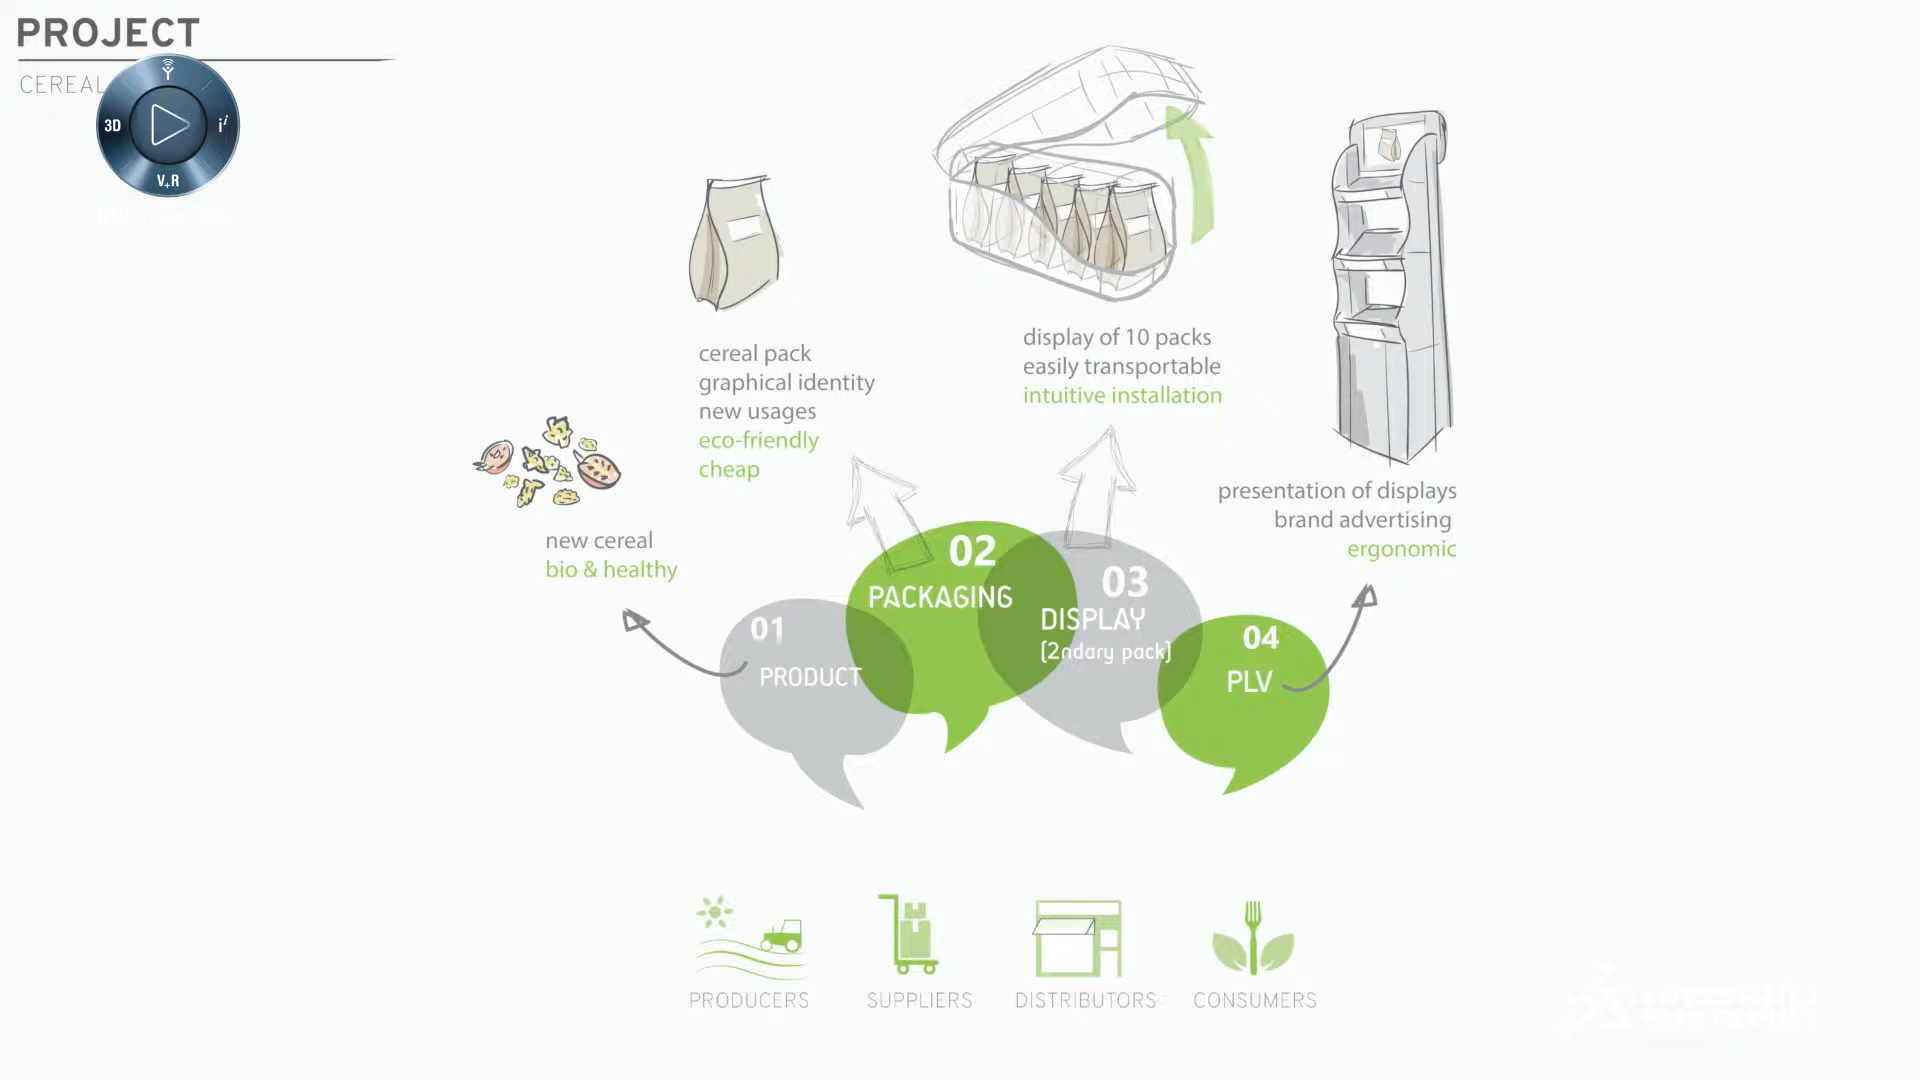 PROJECT
CEREAL
3D
V+R
i
display of 10 packs
easily transportable
intuitive installation
cereal pack
graphical identity
new usages
eco-friendly
cheap
presentation of displays
brand advertising
ergonomic
new cereal
bio & healthy
01
PRODUCT
02
PACKAGING
03
DISPLAY
[2ndary pack]
04
PLV
PRODUCERS
SUPPLIERS
DISTRIBUTORS
CONSUMERS